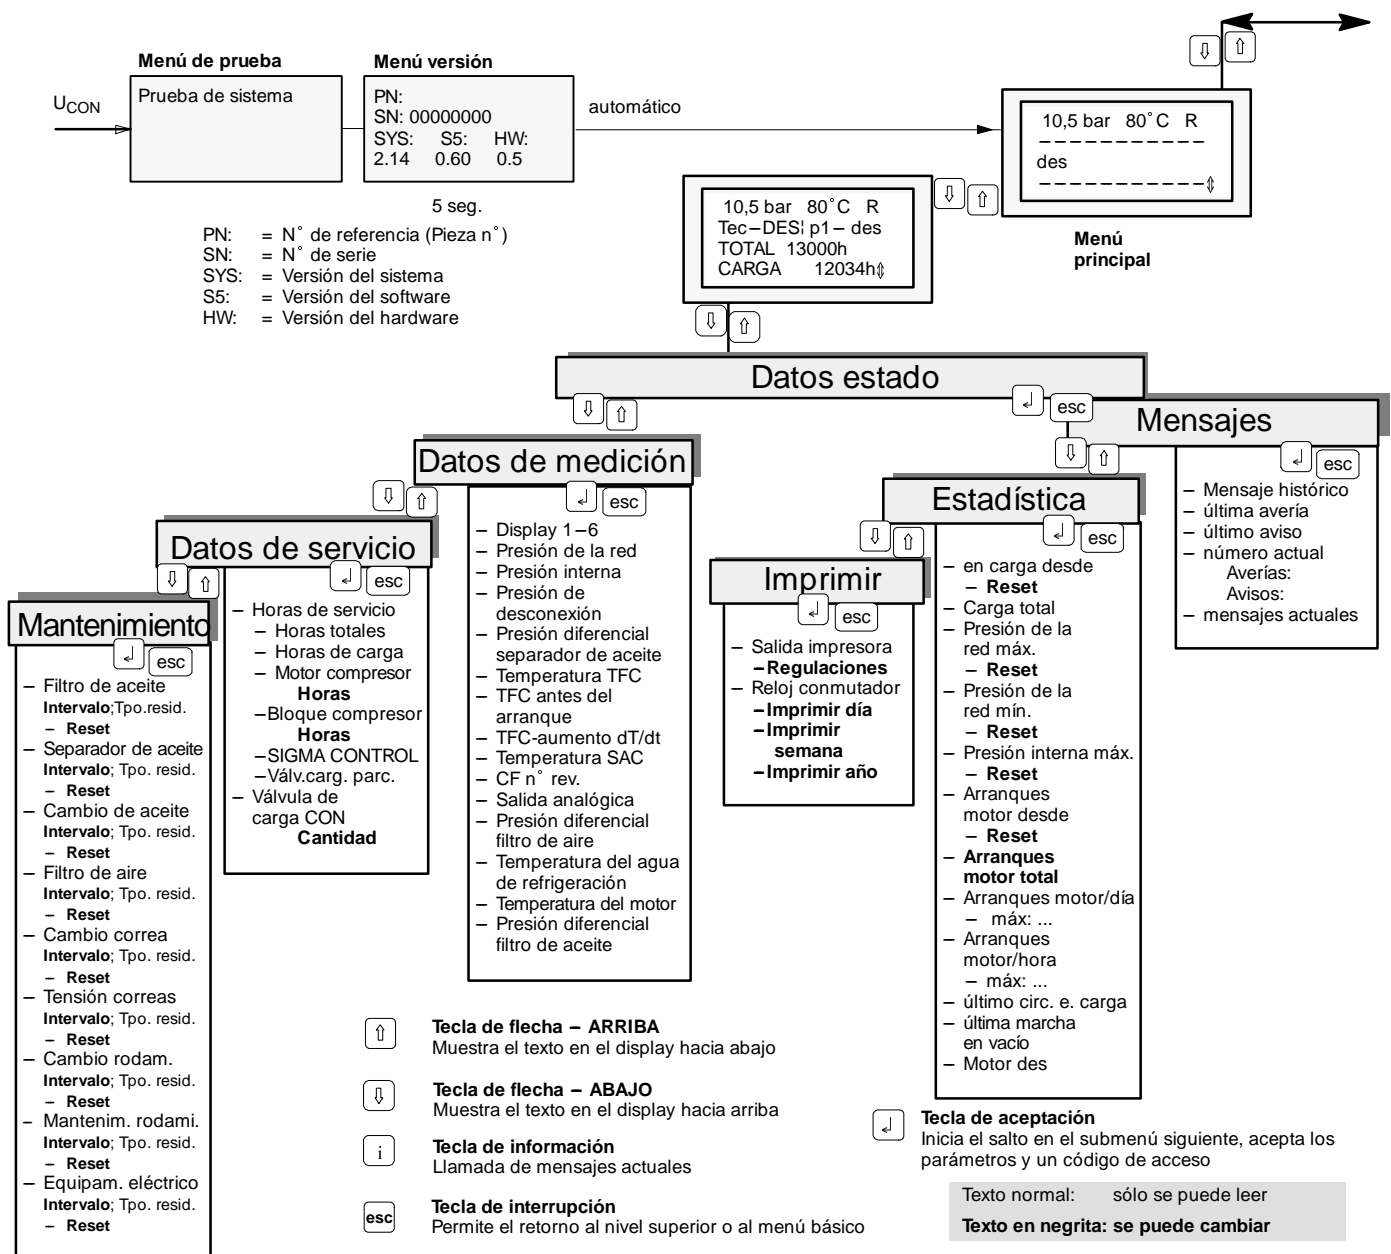 Menú de prueba
Prueba de sistema
U_CON
Menú versión
PN:
SN: 00000000
SYS: S5: HW:
2.14 0.60 0.5
automático
5 seg.
PN: = N° de referencia (Pieza n°)
SN: = N° de serie
SYS: = Versión del sistema
S5: = Versión del software
HW: = Versión del hardware
10,5 bar 80°C R
-----------
des
-----------⇕
Menú
principal
⇩ ⇧
⇩ ⇧
10,5 bar 80°C R
Tec–DES¦ p1– des
TOTAL 13000h
CARGA 12034h⇕
⇩ ⇧
Datos estado
↲ esc
⇩ ⇧
Mensajes
↲ esc
– Mensaje histórico
– última avería
– último aviso
– número actual
Averías:
Avisos:
– mensajes actuales
⇩ ⇧
Estadística
↲ esc
– en carga desde
– Reset
– Carga total
– Presión de la
red máx.
– Reset
– Presión de la
red mín.
– Reset
– Presión interna máx.
– Reset
– Arranques
motor desde
– Reset
– Arranques
motor total
– Arranques motor/día
– máx: ...
– Arranques
motor/hora
– máx: ...
– último circ. e. carga
– última marcha
en vacío
– Motor des
⇩ ⇧
Imprimir
↲ esc
– Salida impresora
–Regulaciones
– Reloj conmutador
–Imprimir día
–Imprimir
semana
–Imprimir año
Datos de medición
↲ esc
– Display 1–6
– Presión de la red
– Presión interna
– Presión de
desconexión
– Presión diferencial
separador de aceite
– Temperatura TFC
– TFC antes del
arranque
– TFC-aumento dT/dt
– Temperatura SAC
– CF n° rev.
– Salida analógica
– Presión diferencial
filtro de aire
– Temperatura del agua
de refrigeración
– Temperatura del motor
– Presión diferencial
filtro de aceite
⇩ ⇧
Datos de servicio
↲ esc
– Horas de servicio
– Horas totales
– Horas de carga
– Motor compresor
Horas
–Bloque compresor
Horas
–SIGMA CONTROL
–Válv.carg. parc.
– Válvula de
carga CON
Cantidad
⇩ ⇧
Mantenimiento
↲ esc
– Filtro de aceite
Intervalo;Tpo.resid.
– Reset
– Separador de aceite
Intervalo; Tpo. resid.
– Reset
– Cambio de aceite
Intervalo; Tpo. resid.
– Reset
– Filtro de aire
Intervalo; Tpo. resid.
– Reset
– Cambio correa
Intervalo; Tpo. resid.
– Reset
– Tensión correas
Intervalo; Tpo. resid.
– Reset
– Cambio rodam.
Intervalo; Tpo. resid.
– Reset
– Mantenim. rodami.
Intervalo; Tpo. resid.
– Reset
– Equipam. eléctrico
Intervalo; Tpo. resid.
– Reset
⇧ Tecla de flecha – ARRIBA
Muestra el texto en el display hacia abajo
⇩ Tecla de flecha – ABAJO
Muestra el texto en el display hacia arriba
i Tecla de información
Llamada de mensajes actuales
esc Tecla de interrupción
Permite el retorno al nivel superior o al menú básico
↲ Tecla de aceptación
Inicia el salto en el submenú siguiente, acepta los
parámetros y un código de acceso
Texto normal: sólo se puede leer
Texto en negrita: se puede cambiar